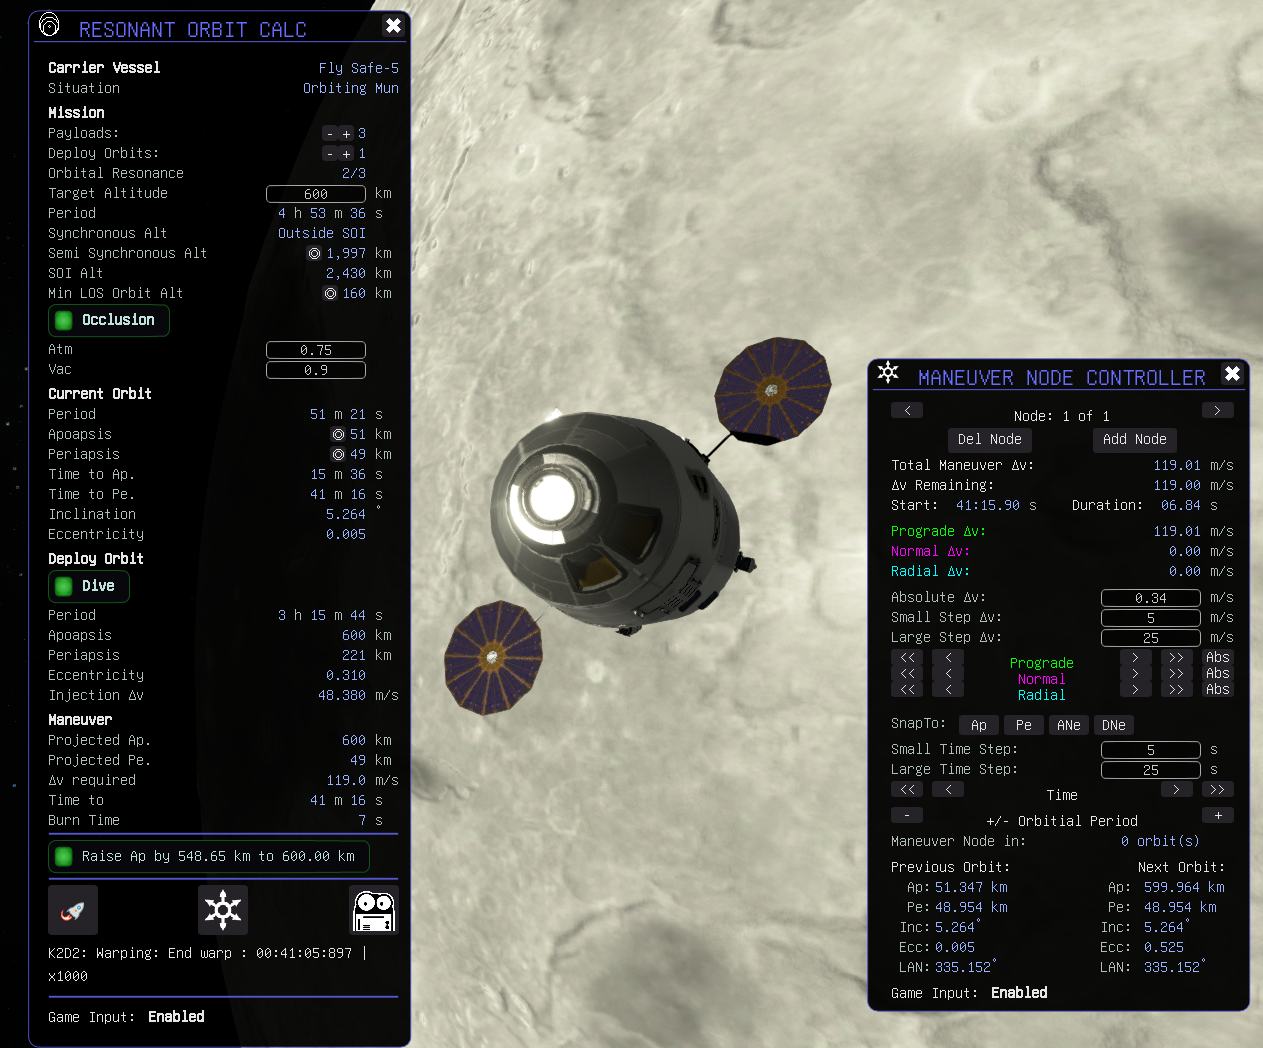 RESONANT ORBIT CALC
Carrier Vessel Fly Safe-5
Situation Orbiting Mun
Mission
Payloads: - + 3
Deploy Orbits: - + 1
Orbital Resonance 2/3
Target Altitude 600 km
Period 4 h 53 m 36 s
Synchronous Alt Outside SOI
Semi Synchronous Alt 1,997 km
SOI Alt 2,430 km
Min LOS Orbit Alt 160 km
Occlusion
Atm 0.75
Vac 0.9
Current Orbit
Period 51 m 21 s
Apoapsis 51 km
Periapsis 49 km
Time to Ap. 15 m 36 s
Time to Pe. 41 m 16 s
Inclination 5.264 °
Eccentricity 0.005
Deploy Orbit
Dive
Period 3 h 15 m 44 s
Apoapsis 600 km
Periapsis 221 km
Eccentricity 0.310
Injection Δv 48.380 m/s
Maneuver
Projected Ap. 600 km
Projected Pe. 49 km
Δv required 119.0 m/s
Time to 41 m 16 s
Burn Time 7 s
Raise Ap by 548.65 km to 600.00 km
K2D2: Warping: End warp : 00:41:05:897 |
x1000
Game Input: Enabled
MANEUVER NODE CONTROLLER
< Node: 1 of 1 >
Del Node Add Node
Total Maneuver Δv: 119.01 m/s
Δv Remaining: 119.00 m/s
Start: 41:15.90 s Duration: 06.84 s
Prograde Δv: 119.01 m/s
Normal Δv: 0.00 m/s
Radial Δv: 0.00 m/s
Absolute Δv: 0.34 m/s
Small Step Δv: 5 m/s
Large Step Δv: 25 m/s
<< < Prograde > >> Abs
<< < Normal > >> Abs
<< < Radial > >> Abs
SnapTo: Ap Pe ANe DNe
Small Time Step: 5 s
Large Time Step: 25 s
<< < Time > >>
- +/- Orbitial Period +
Maneuver Node in: 0 orbit(s)
Previous Orbit: Next Orbit:
Ap: 51.347 km Ap: 599.964 km
Pe: 48.954 km Pe: 48.954 km
Inc: 5.264° Inc: 5.264°
Ecc: 0.005 Ecc: 0.525
LAN: 335.152° LAN: 335.152°
Game Input: Enabled